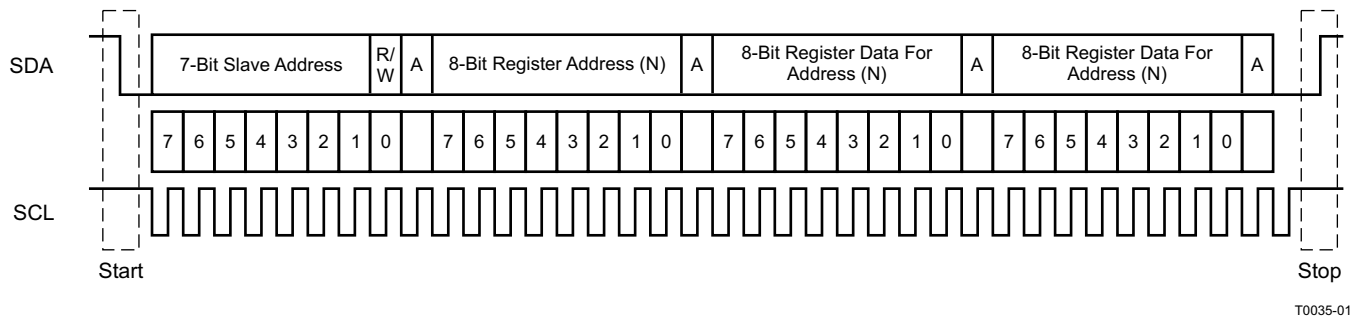 SDA
7-Bit Slave Address
R/
W
A
8-Bit Register Address (N)
A
8-Bit Register Data For
Address (N)
A
8-Bit Register Data For
Address (N)
A
7 6 5 4 3 2 1 0 7 6 5 4 3 2 1 0 7 6 5 4 3 2 1 0 7 6 5 4 3 2 1 0
SCL
Start
Stop
T0035-01